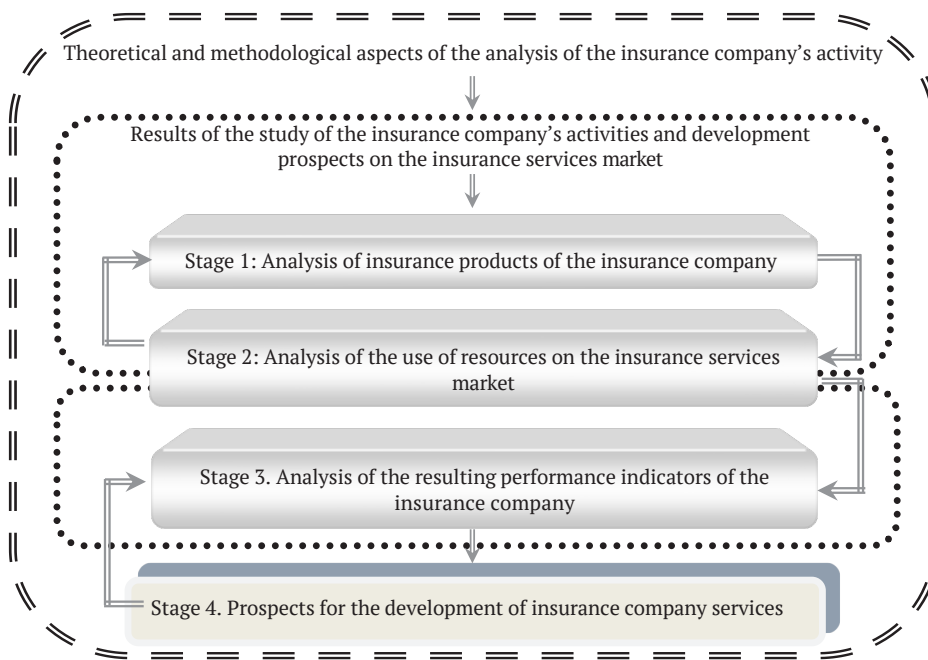 Theoretical and methodological aspects of the analysis of the insurance company’s activity
Results of the study of the insurance company’s activities and development
prospects on the insurance services market
Stage 1: Analysis of insurance products of the insurance company
Stage 2: Analysis of the use of resources on the insurance services
market
Stage 3. Analysis of the resulting performance indicators of the
insurance company
Stage 4. Prospects for the development of insurance company services